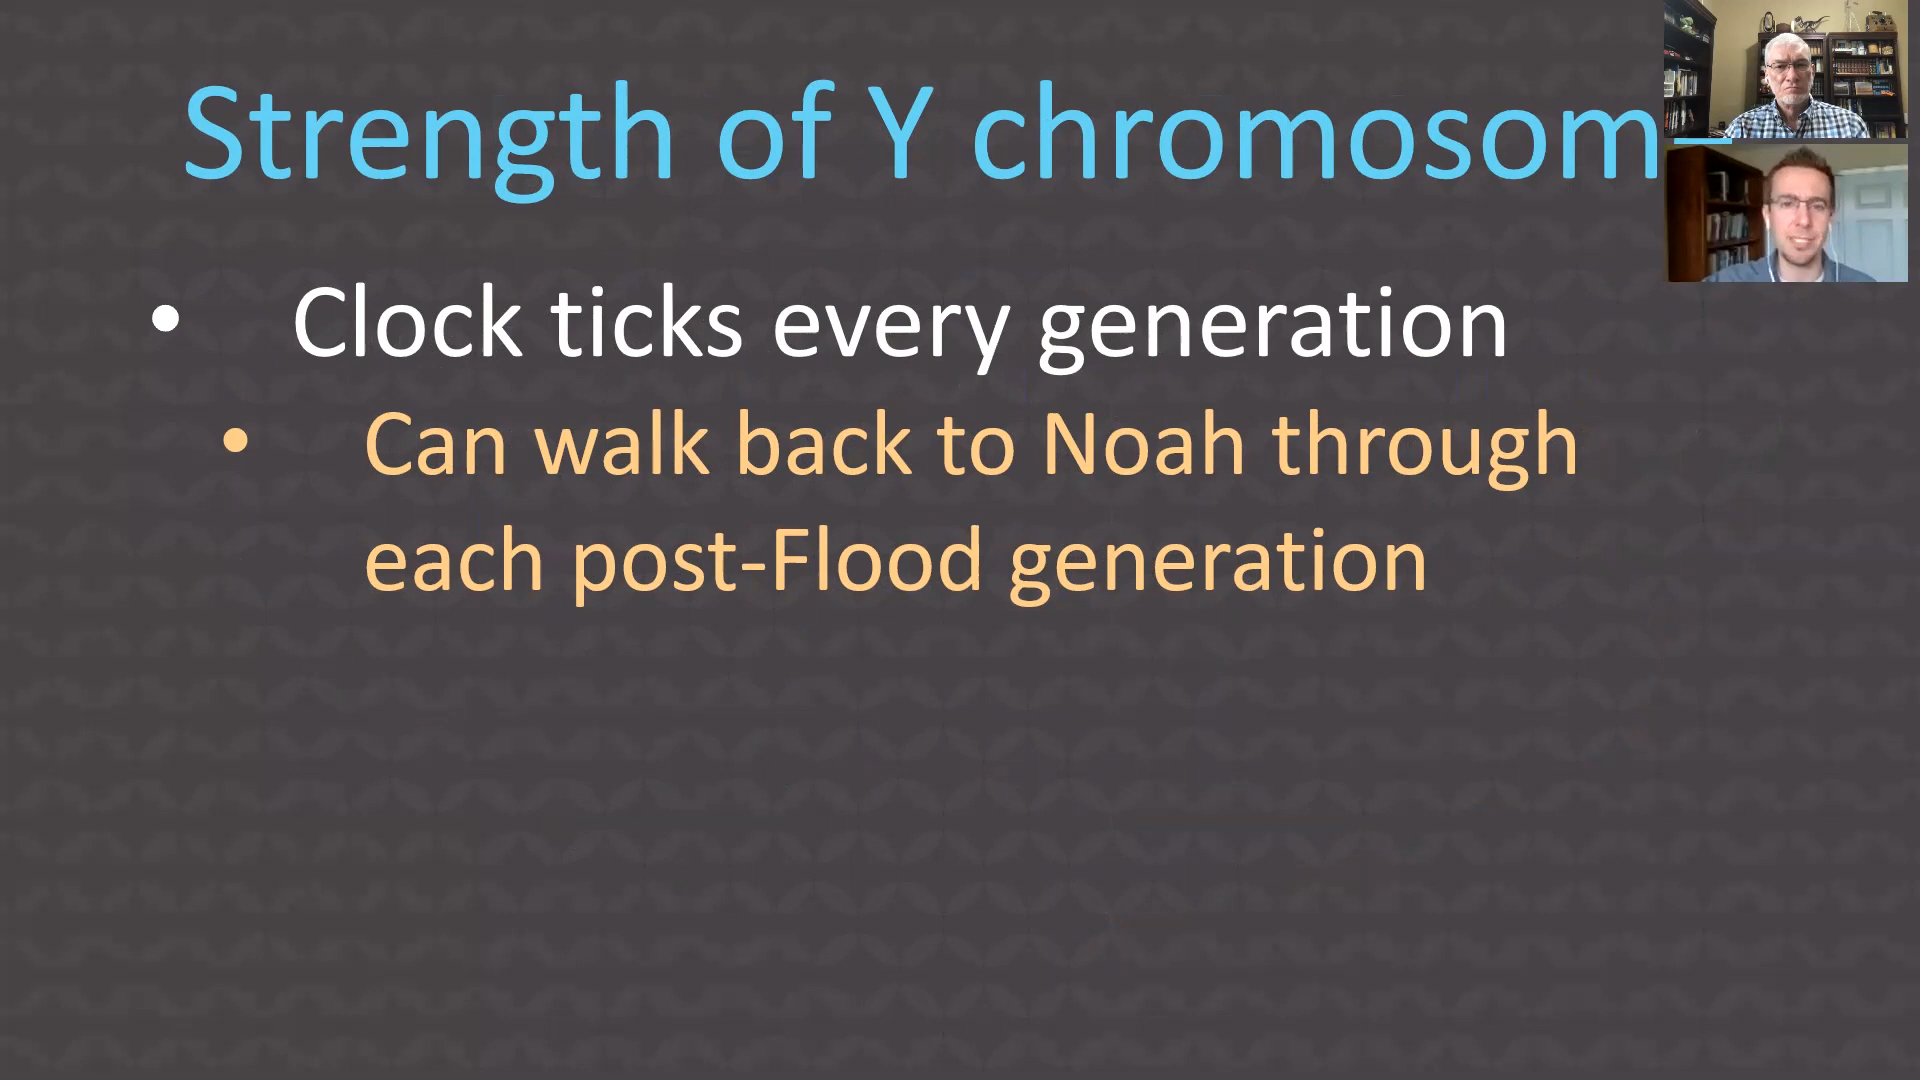 Strength of Y chromosom
• Clock ticks every generation
• Can walk back to Noah through
each post-Flood generation